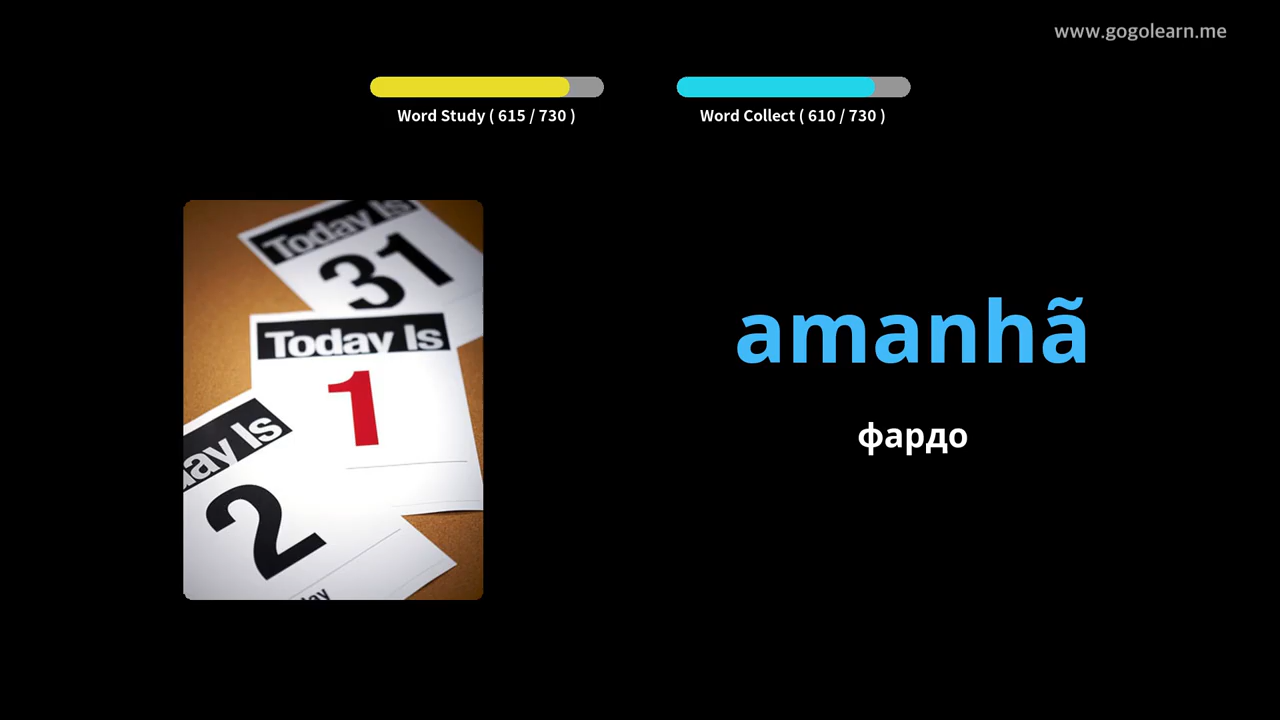 www.gogolearn.me
Word Study ( 615 / 730 )
Word Collect ( 610 / 730 )
Today Is
31
Today Is
1
ay Is
2
amanhã
фардо